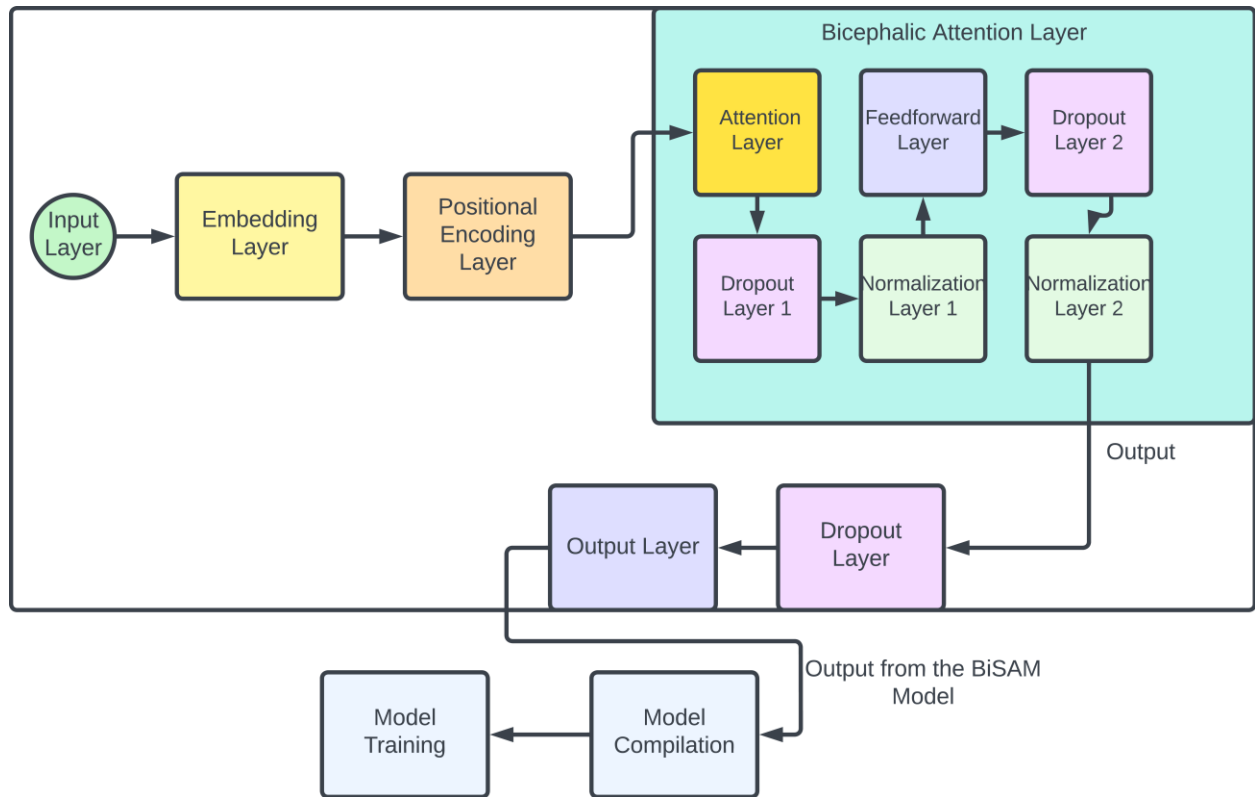 Bicephalic Attention Layer
Input
Layer
Embedding
Layer
Positional
Encoding
Layer
Attention
Layer
Dropout
Layer 1
Normalization
Layer 1
Feedforward
Layer
Dropout
Layer 2
Normalization
Layer 2
Output
Dropout
Layer
Output Layer
Output from the BiSAM
Model
Model
Compilation
Model
Training